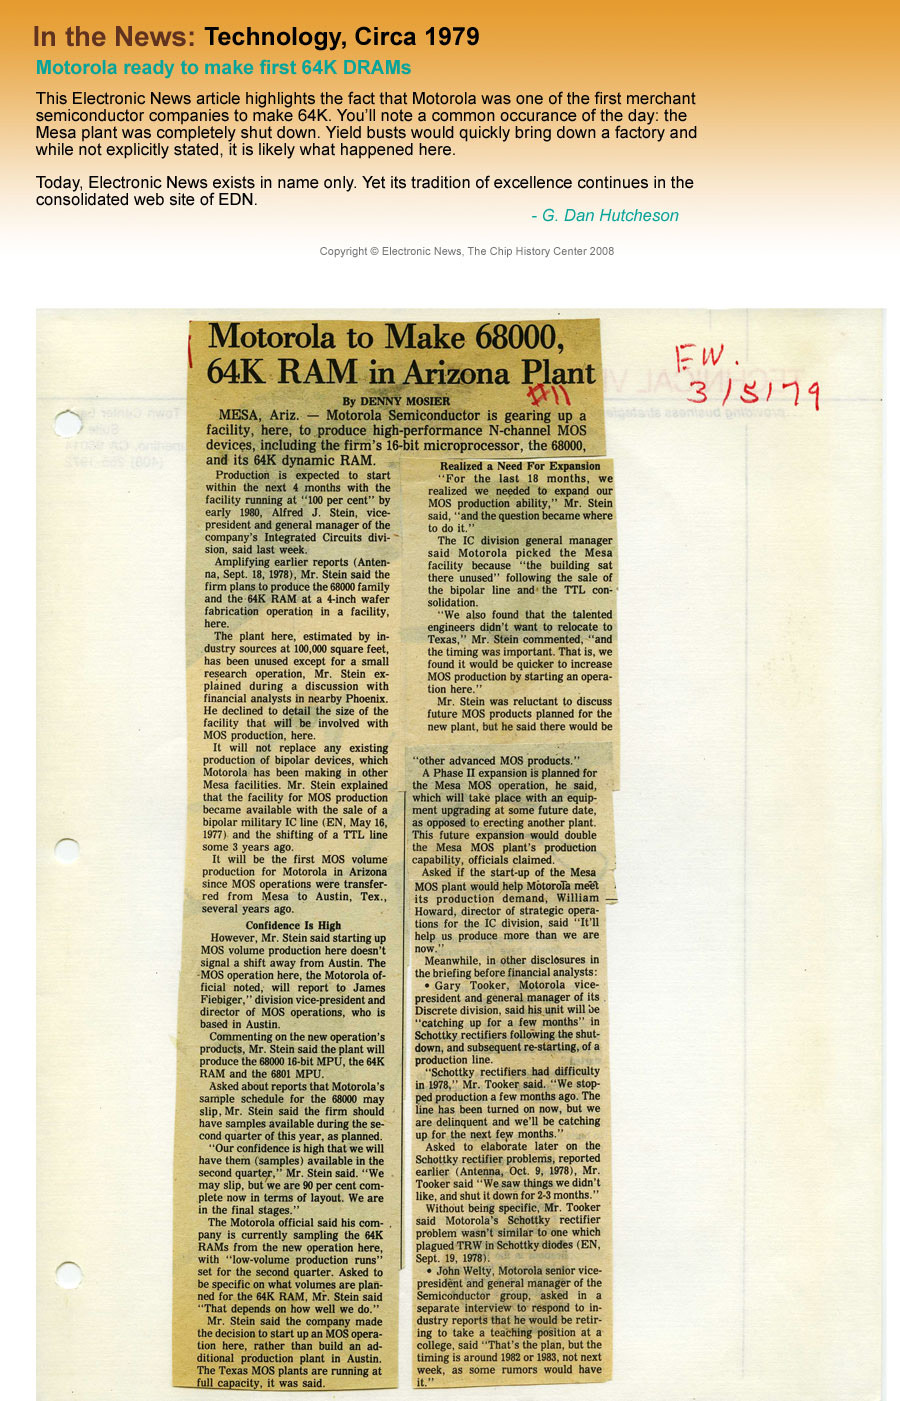 In the News: Technology, Circa 1979
Motorola ready to make first 64K DRAMs
This Electronic News article highlights the fact that Motorola was one of the first merchant
semiconductor companies to make 64K. You'll note a common occurance of the day: the
Mesa plant was completely shut down. Yield busts would quickly bring down a factory and
while not explicitly stated, it is likely what happened here.
Today, Electronic News exists in name only. Yet its tradition of excellence continues in the
consolidated web site of EDN.
- G. Dan Hutcheson
Copyright © Electronic News, The Chip History Center 2008
E.W.
3/5/79
Motorola to Make 68000,
64K RAM in Arizona Plant
#11
By DENNY MOSIER
MESA, Ariz. — Motorola Semiconductor is gearing up a
facility, here, to produce high-performance N-channel MOS
devices, including the firm's 16-bit microprocessor, the 68000,
and its 64K dynamic RAM.
Production is expected to start
within the next 4 months with the
facility running at "100 per cent" by
early 1980, Alfred J. Stein, vice-
president and general manager of the
company's Integrated Circuits divi-
sion, said last week.
Amplifying earlier reports (Anten-
na, Sept. 18, 1978), Mr. Stein said the
firm plans to produce the 68000 family
and the 64K RAM at a 4-inch wafer
fabrication operation in a facility,
here.
The plant here, estimated by in-
dustry sources at 100,000 square feet,
has been unused except for a small
research operation, Mr. Stein ex-
plained during a discussion with
financial analysts in nearby Phoenix.
He declined to detail the size of the
facility that will be involved with
MOS production, here.
It will not replace any existing
production of bipolar devices, which
Motorola has been making in other
Mesa facilities. Mr. Stein explained
that the facility for MOS production
became available with the sale of a
bipolar military IC line (EN, May 16,
1977) and the shifting of a TTL line
some 3 years ago.
It will be the first MOS volume
production for Motorola in Arizona
since MOS operations were transfer-
red from Mesa to Austin, Tex.,
several years ago.
Confidence Is High
However, Mr. Stein said starting up
MOS volume production here doesn't
signal a shift away from Austin. The
MOS operation here, the Motorola of-
ficial noted, will report to James
Fiebiger," division vice-president and
director of MOS operations, who is
based in Austin.
Commenting on the new operation's
products, Mr. Stein said the plant will
produce the 68000 16-bit MPU, the 64K
RAM and the 6801 MPU.
Asked about reports that Motorola's
sample schedule for the 68000 may
slip, Mr. Stein said the firm should
have samples available during the se-
cond quarter of this year, as planned.
"Our confidence is high that we will
have them (samples) available in the
second quarter," Mr. Stein said. "We
may slip, but we are 90 per cent com-
plete now in terms of layout. We are
in the final stages."
The Motorola official said his com-
pany is currently sampling the 64K
RAMs from the new operation here,
with "low-volume production runs"
set for the second quarter. Asked to
be specific on what volumes are plan-
ned for the 64K RAM, Mr. Stein said
"That depends on how well we do."
Mr. Stein said the company made
the decision to start up an MOS opera-
tion here, rather than build an ad-
ditional production plant in Austin.
The Texas MOS plants are running at
full capacity, it was said.
Realized a Need For Expansion
"For the last 18 months, we
realized we needed to expand our
MOS production ability," Mr. Stein
said, "and the question became where
to do it."
The IC division general manager
said Motorola picked the Mesa
facility because "the building sat
there unused" following the sale of
the bipolar line and the TTL con-
solidation.
"We also found that the talented
engineers didn't want to relocate to
Texas," Mr. Stein commented, "and
the timing was important. That is, we
found it would be quicker to increase
MOS production by starting an opera-
tion here."
Mr. Stein was reluctant to discuss
future MOS products planned for the
new plant, but he said there would be
"other advanced MOS products."
A Phase II expansion is planned for
the Mesa MOS operation, he said,
which will take place with an equip-
ment upgrading at some future date,
as opposed to erecting another plant.
This future expansion would double
the Mesa MOS plant's production
capability, officials claimed.
Asked if the start-up of the Mesa
MOS plant would help Motorola meet
its production demand, William
Howard, director of strategic opera-
tions for the IC division, said "It'll
help us produce more than we are
now."
Meanwhile, in other disclosures in
the briefing before financial analysts:
• Gary Tooker, Motorola vice-
president and general manager of its
Discrete division, said his unit will be
"catching up for a few months" in
Schottky rectifiers following the shut-
down, and subsequent re-starting, of a
production line.
"Schottky rectifiers had difficulty
in 1978," Mr. Tooker said. "We stop-
ped production a few months ago. The
line has been turned on now, but we
are delinquent and we'll be catching
up for the next few months."
Asked to elaborate later on the
Schottky rectifier problems, reported
earlier (Antenna, Oct. 9, 1978), Mr.
Tooker said "We saw things we didn't
like, and shut it down for 2-3 months."
Without being specific, Mr. Tooker
said Motorola's Schottky rectifier
problem wasn't similar to one which
plagued TRW in Schottky diodes (EN,
Sept. 19, 1978).
• John Welty, Motorola senior vice-
president and general manager of the
Semiconductor group, asked in a
separate interview to respond to in-
dustry reports that he would be retir-
ing to take a teaching position at a
college, said "That's the plan, but the
timing is around 1982 or 1983, not next
week, as some rumors would have
it."